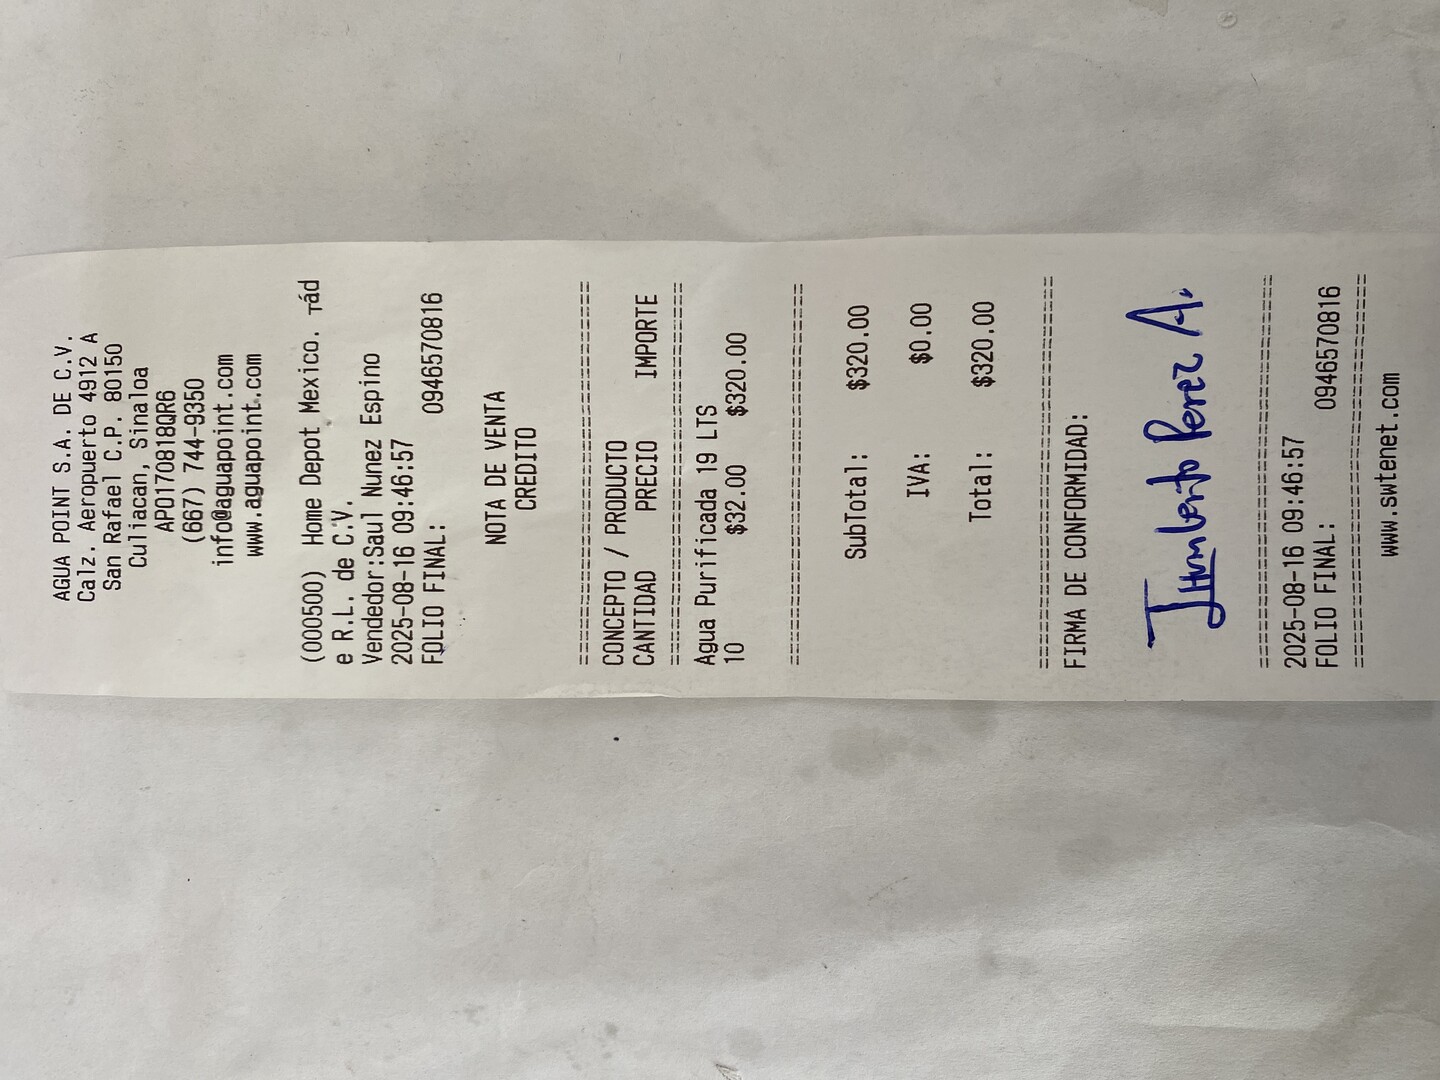 AGUA POINT S.A. DE C.V.
Calz. Aeropuerto 4912 A
San Rafael C.P. 80150
Culiacan, Sinaloa
APO170818QR6
(667) 744-9350
info@aguapoint.com
www.aguapoint.com
(000500) Home Depot Mexico.
e R.L. de C.V.
Vendedor:Saul Nunez Espino
2025-08-16 09:46:57
FOLIO FINAL: 0946570816
NOTA DE VENTA
CREDITO
CONCEPTO / PRODUCTO
CANTIDAD PRECIO IMPORTE
Agua Purificada 19 LTS
10 $32.00 $320.00
SubTotal: $320.00
IVA: $0.00
Total: $320.00
FIRMA DE CONFORMIDAD:
Humberto Perez A.
2025-08-16 09:46:57
FOLIO FINAL: 0946570816
www.swtenet.com